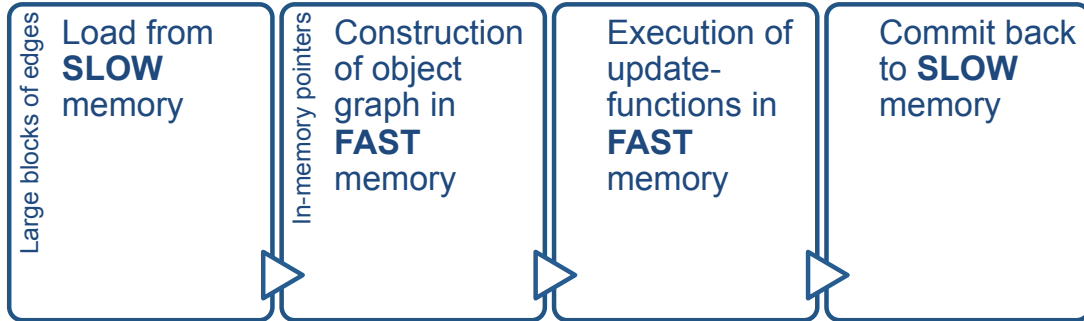 Large blocks of edges
Load from
SLOW
memory
In-memory pointers
Construction
of object
graph in
FAST
memory
Execution of
update-
functions in
FAST
memory
Commit back
to SLOW
memory